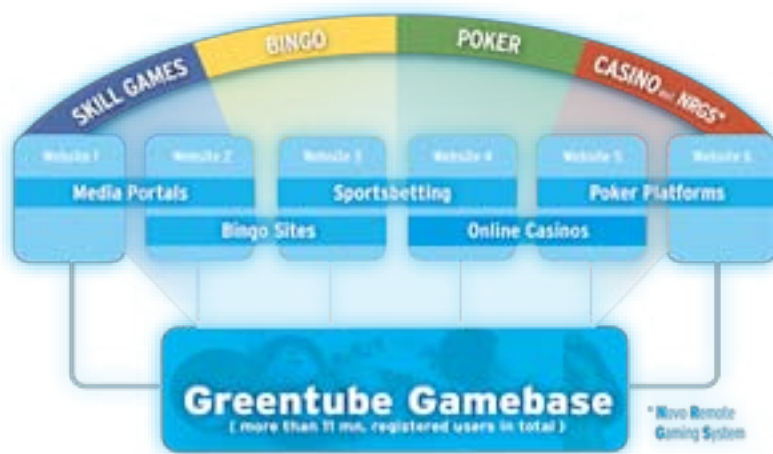 SKILL GAMES
BINGO
POKER
CASINO incl. NRGS*
Website 1
Website 2
Website 3
Website 4
Website 5
Website 6
Media Portals
Sportsbetting
Poker Platforms
Bingo Sites
Online Casinos
Greentube Gamebase
( more than 11 mn. registered users in total )
* Novo Remote
Gaming System